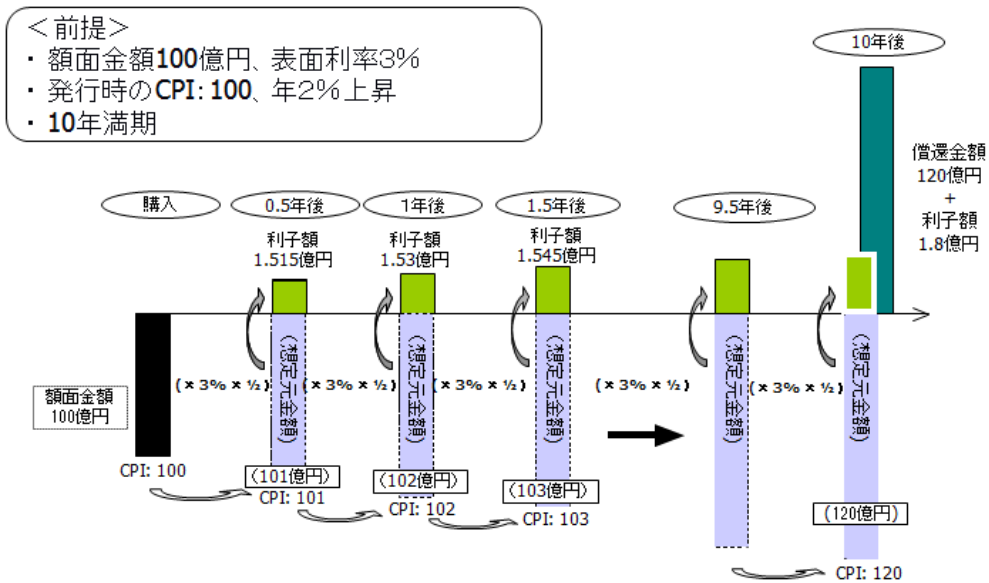 ＜前提＞
・額面金額100億円、表面利率3％
・発行時のCPI：100、年2％上昇
・10年満期
10年後
償還金額
120億円
+
利子額
1.8億円
購入
0.5年後
1年後
1.5年後
9.5年後
利子額
1.515億円
利子額
1.53億円
利子額
1.545億円
額面金額
100億円
(× 3% × ½)
(× 3% × ½)
(× 3% × ½)
(× 3% × ½)
(× 3% × ½)
（想定元金額）
（想定元金額）
（想定元金額）
（想定元金額）
（想定元金額）
（101億円）
（102億円）
（103億円）
（120億円）
CPI: 100
CPI: 101
CPI: 102
CPI: 103
CPI: 120